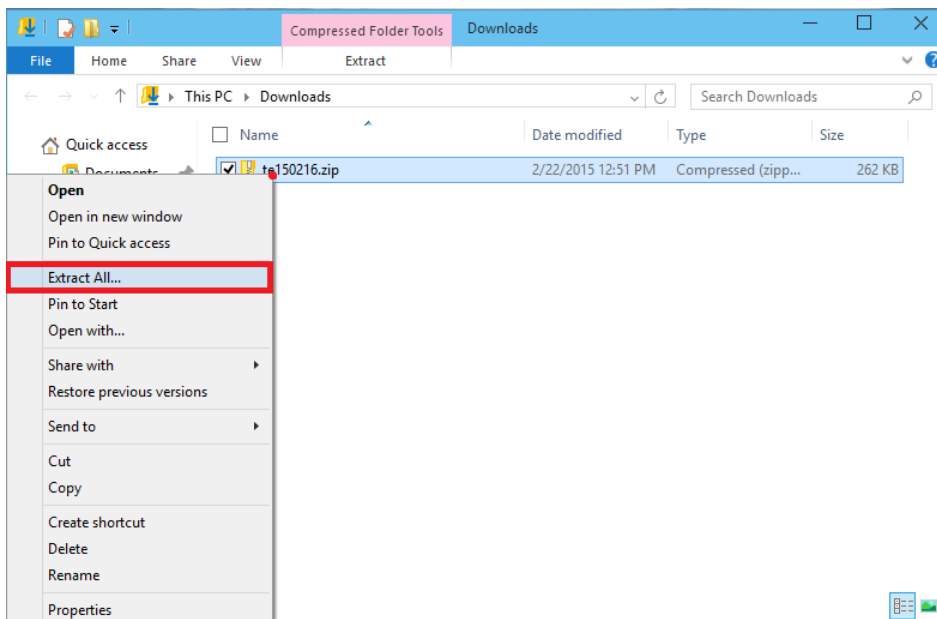 Compressed Folder Tools Downloads
File Home Share View Extract
This PC Downloads Search Downloads
Quick access
Documents
Name Date modified Type Size
te150216.zip 2/22/2015 12:51 PM Compressed (zipp... 262 KB
Open
Open in new window
Pin to Quick access
Extract All...
Pin to Start
Open with...
Share with
Restore previous versions
Send to
Cut
Copy
Create shortcut
Delete
Rename
Properties